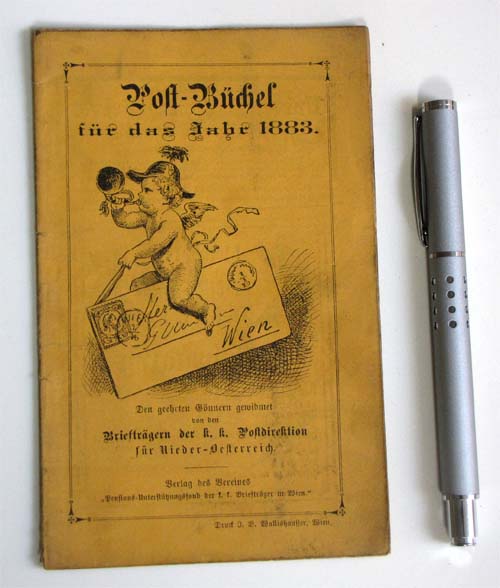 Post-Büchel
für das Jahr 1883.
Herr
Wien
Den geehrten Gönnern gewidmet
von den
Briefträgern der k. k. Postdirektion
für Nieder-Oesterreich.
Verlag des Vereines
„Pensions-Unterstützungsfond der k. k. Briefträger in Wien."
Druck J. B. Wallishausser, Wien.